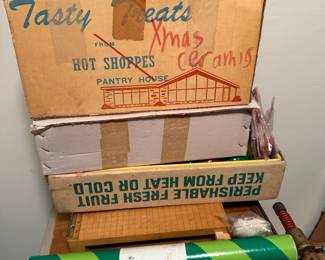 Tasty Treats
FROM
Xmas
HOT SHOPPES
ceramis
PANTRY HOUSE
PERISHABLE FRESH FRUIT
KEEP FROM HEAT OR COLD